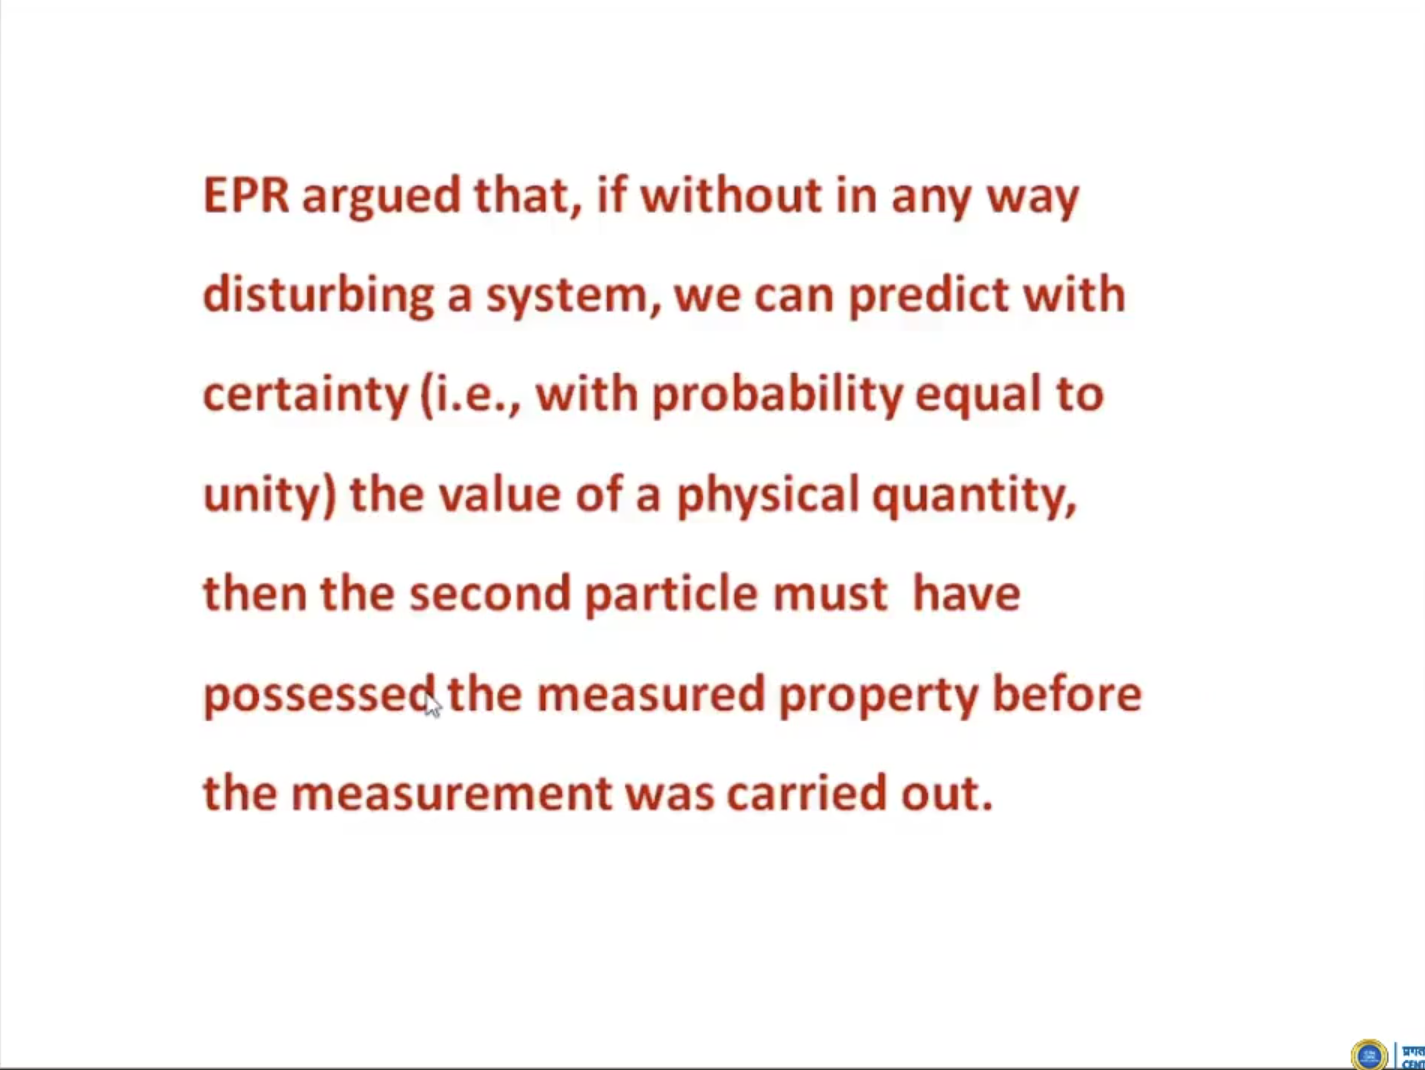 EPR argued that, if without in any way
disturbing a system, we can predict with
certainty (i.e., with probability equal to
unity) the value of a physical quantity,
then the second particle must have
possessed the measured property before
the measurement was carried out.